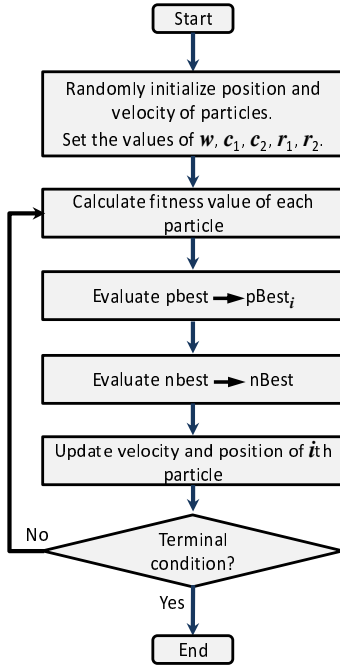 Start
Randomly initialize position and
velocity of particles.
Set the values of w, c₁, c₂, r₁, r₂.
Calculate fitness value of each
particle
Evaluate pbest → pBestᵢ
Evaluate nbest → nBest
Update velocity and position of ith
particle
Terminal
condition?
No
Yes
End